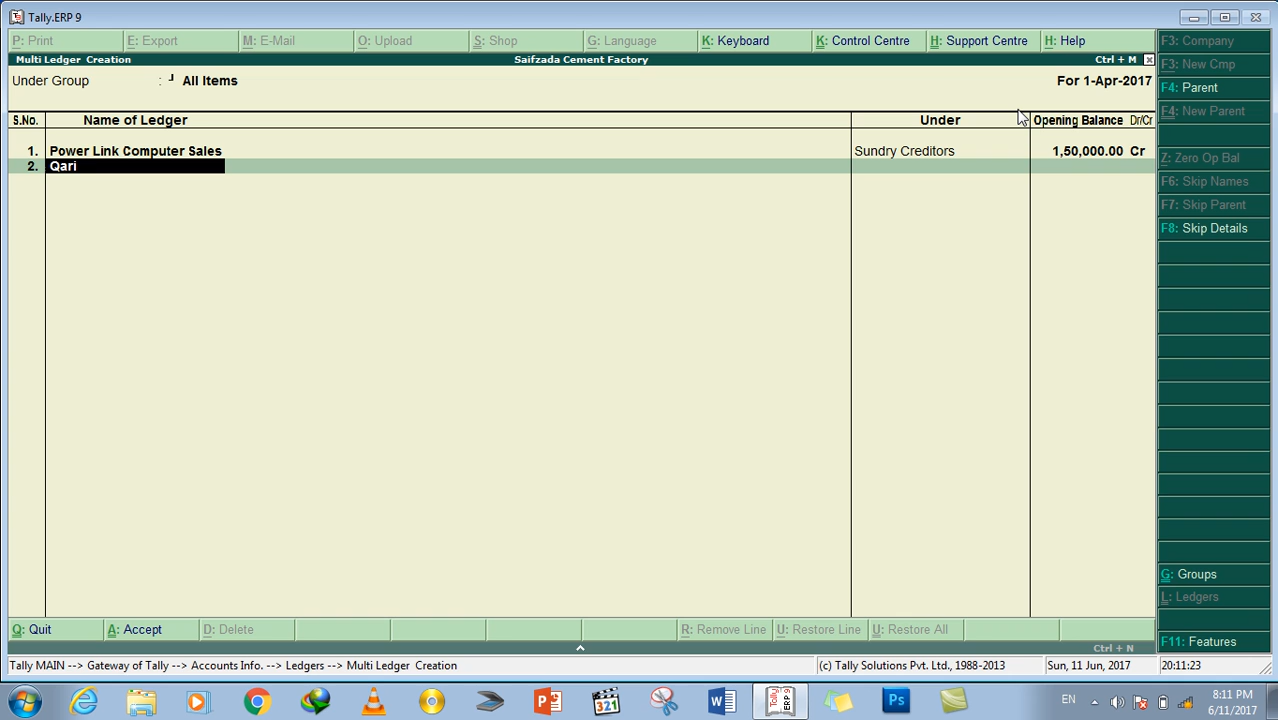 Tally.ERP 9
P: Print E: Export M: E-Mail O: Upload S: Shop G: Language K: Keyboard K: Control Centre H: Support Centre H: Help
Multi Ledger Creation Saifzada Cement Factory Ctrl + M
Under Group : All Items For 1-Apr-2017
S.No. Name of Ledger Under Opening Balance Dr/Cr
1. Power Link Computer Sales Sundry Creditors 1,50,000.00 Cr
2. Qari
F3: Company
F3: New Cmp
F4: Parent
F4: New Parent
Z: Zero Op Bal
F6: Skip Names
F7: Skip Parent
F8: Skip Details
G: Groups
L: Ledgers
F11: Features
Q: Quit A: Accept D: Delete R: Remove Line U: Restore Line U: Restore All
Ctrl + N
Tally MAIN --> Gateway of Tally --> Accounts Info. --> Ledgers --> Multi Ledger Creation (c) Tally Solutions Pvt. Ltd., 1988-2013 Sun, 11 Jun, 2017 20:11:23
321 W Tally ERP 9 Ps EN 8:11 PM
6/11/2017